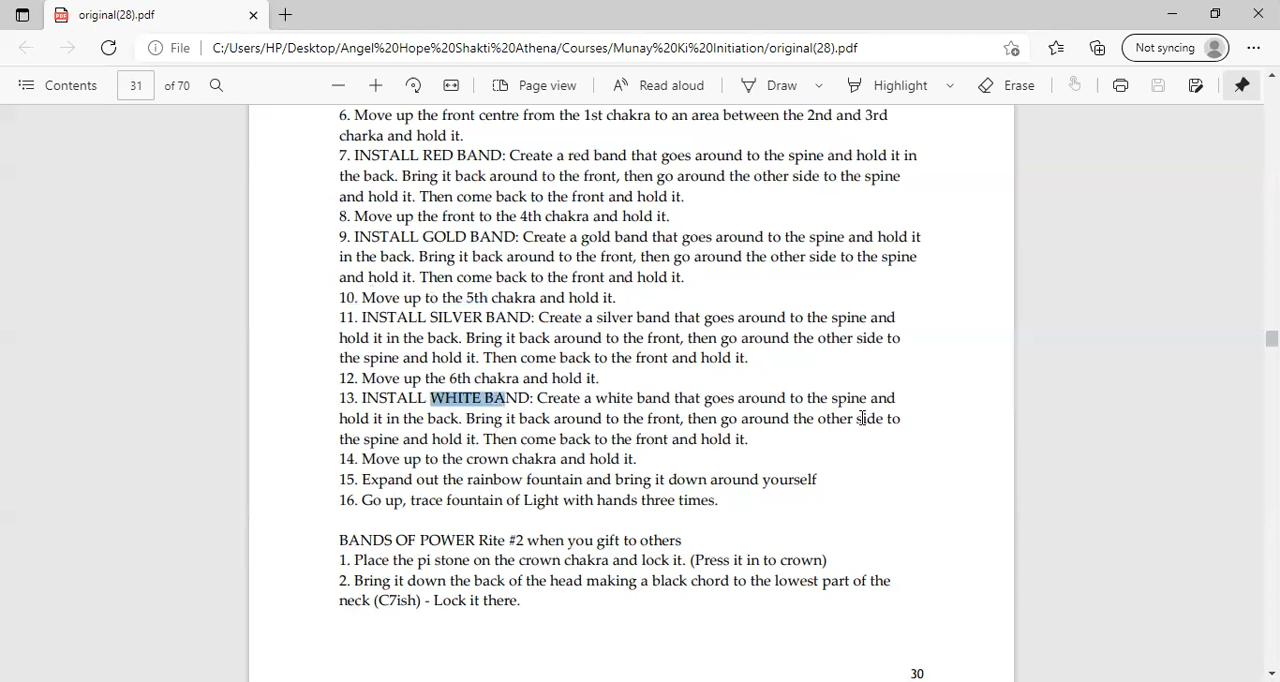 original(28).pdf
File C:/Users/HP/Desktop/Angel%20Hope%20Shakti%20Athena/Courses/Munay%20Ki%20Initiation/original(28).pdf Not syncing
Contents 31 of 70 Page view Read aloud Draw Highlight Erase
6. Move up the front centre from the 1st chakra to an area between the 2nd and 3rd
charka and hold it.
7. INSTALL RED BAND: Create a red band that goes around to the spine and hold it in
the back. Bring it back around to the front, then go around the other side to the spine
and hold it. Then come back to the front and hold it.
8. Move up the front to the 4th chakra and hold it.
9. INSTALL GOLD BAND: Create a gold band that goes around to the spine and hold it
in the back. Bring it back around to the front, then go around the other side to the spine
and hold it. Then come back to the front and hold it.
10. Move up to the 5th chakra and hold it.
11. INSTALL SILVER BAND: Create a silver band that goes around to the spine and
hold it in the back. Bring it back around to the front, then go around the other side to
the spine and hold it. Then come back to the front and hold it.
12. Move up the 6th chakra and hold it.
13. INSTALL WHITE BAND: Create a white band that goes around to the spine and
hold it in the back. Bring it back around to the front, then go around the other side to
the spine and hold it. Then come back to the front and hold it.
14. Move up to the crown chakra and hold it.
15. Expand out the rainbow fountain and bring it down around yourself
16. Go up, trace fountain of Light with hands three times.
BANDS OF POWER Rite #2 when you gift to others
1. Place the pi stone on the crown chakra and lock it. (Press it in to crown)
2. Bring it down the back of the head making a black chord to the lowest part of the
neck (C7ish) - Lock it there.
30